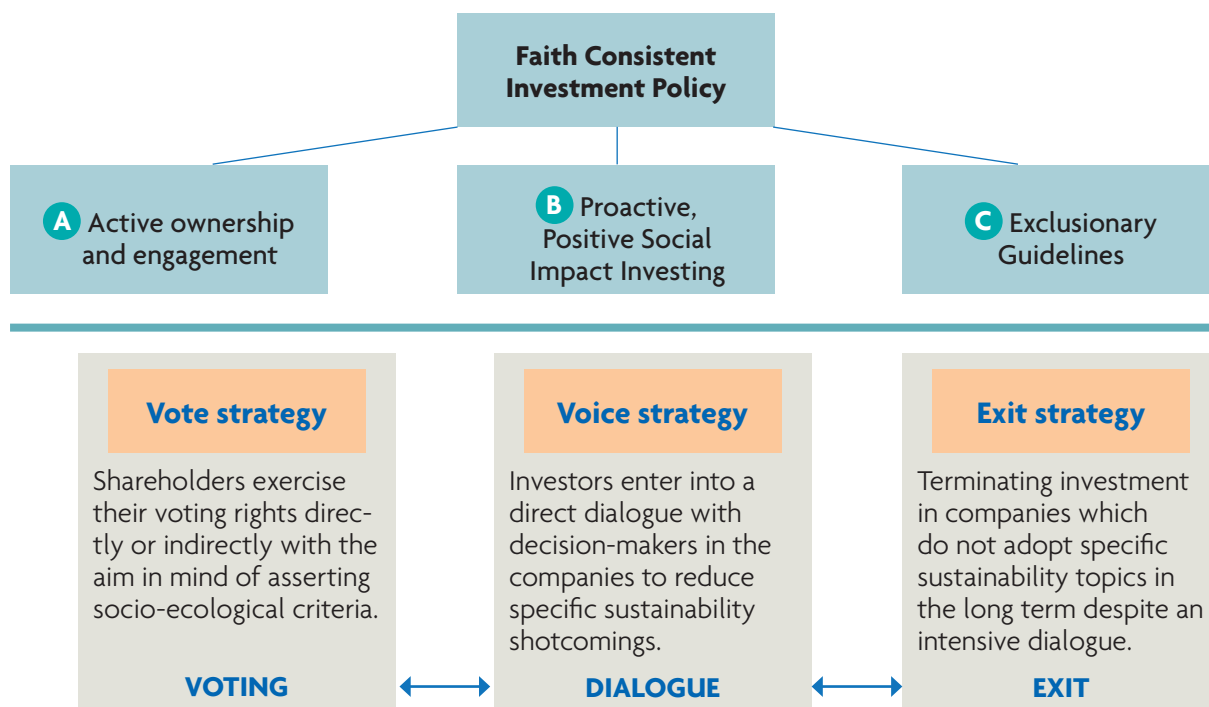 Faith Consistent
Investment Policy
A Active ownership
and engagement
B Proactive,
Positive Social
Impact Investing
C Exclusionary
Guidelines
Vote strategy
Shareholders exercise
their voting rights direc-
tly or indirectly with the
aim in mind of asserting
socio-ecological criteria.
VOTING
Voice strategy
Investors enter into a
direct dialogue with
decision-makers in the
companies to reduce
specific sustainability
shotcomings.
DIALOGUE
Exit strategy
Terminating investment
in companies which
do not adopt specific
sustainability topics in
the long term despite an
intensive dialogue.
EXIT